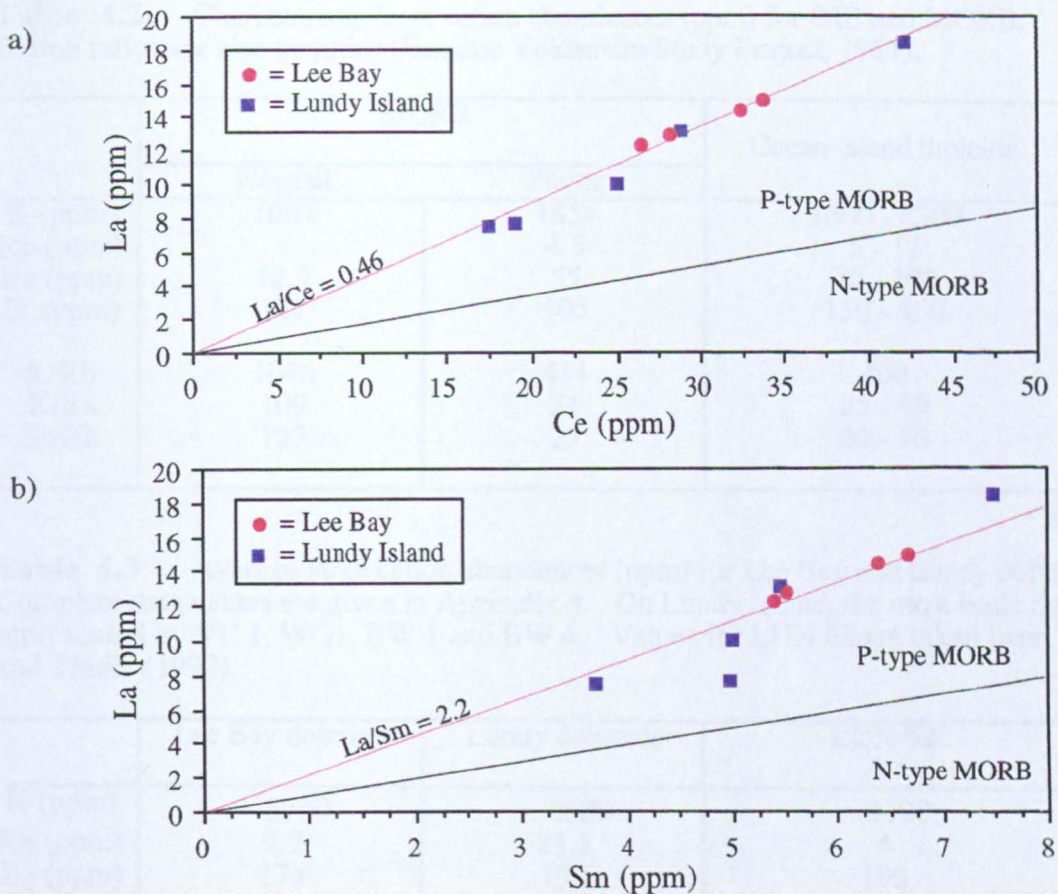 a)
La (ppm)
20
18
16
14
12
10
8
6
4
2
0
= Lee Bay
= Lundy Island
La/Ce = 0.46
P-type MORB
N-type MORB
0 5 10 15 20 25 30 35 40 45 50
Ce (ppm)
b)
La (ppm)
20
18
16
14
12
10
8
6
4
2
0
= Lee Bay
= Lundy Island
La/Sm = 2.2
P-type MORB
N-type MORB
0 1 2 3 4 5 6 7 8
Sm (ppm)